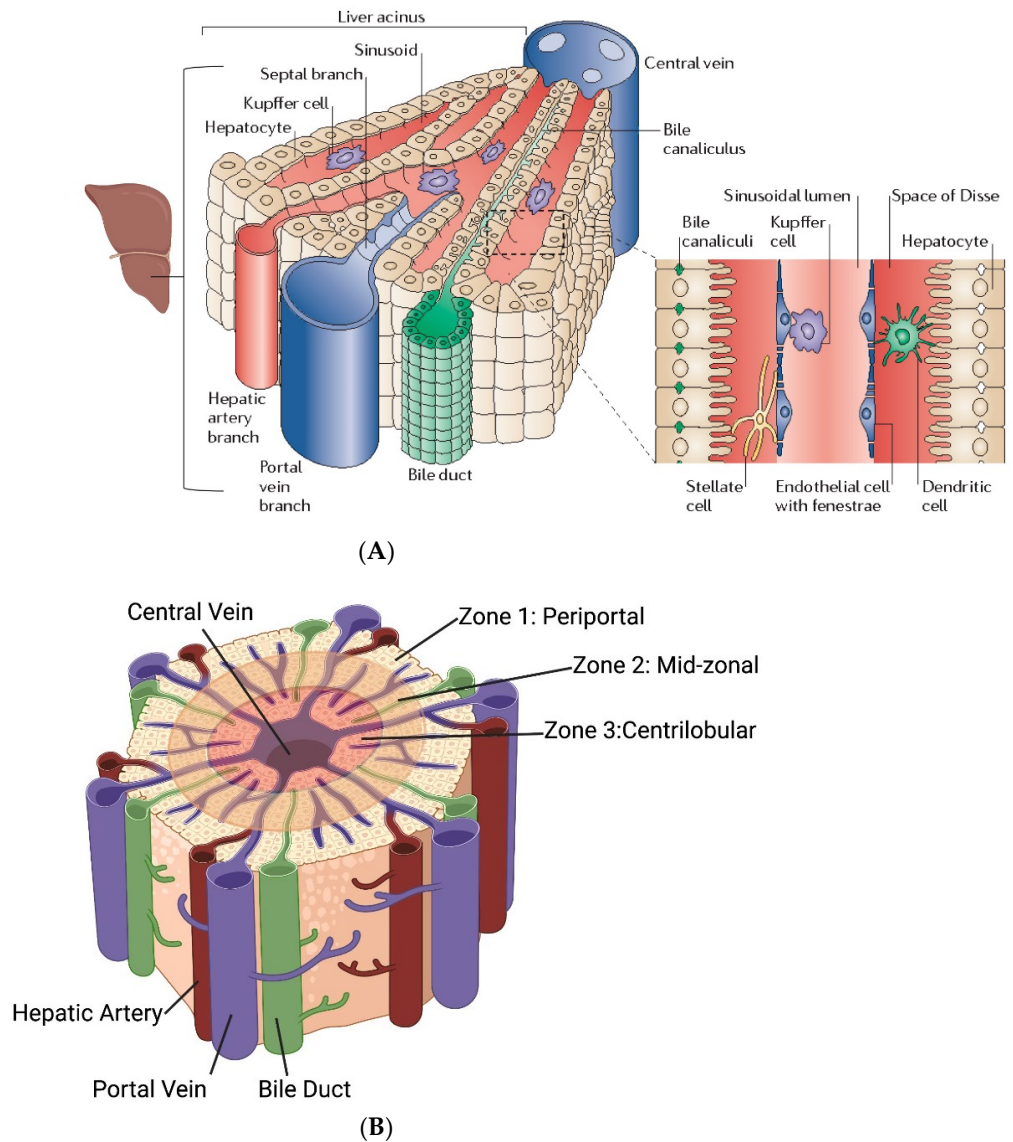 Liver acinus
Sinusoid
Septal branch
Kupffer cell
Hepatocyte
Central vein
Bile
canaliculus
Hepatic
artery branch
Portal
vein
branch
Bile duct
Sinusoidal lumen
Space of Disse
Bile
canaliculi
Kupffer
cell
Hepatocyte
Stellate
cell
Endothelial cell
with fenestrae
Dendritic
cell
(A)
Central Vein
Zone 1: Periportal
Zone 2: Mid-zonal
Zone 3:Centrilobular
Hepatic Artery
Portal Vein
Bile Duct
(B)